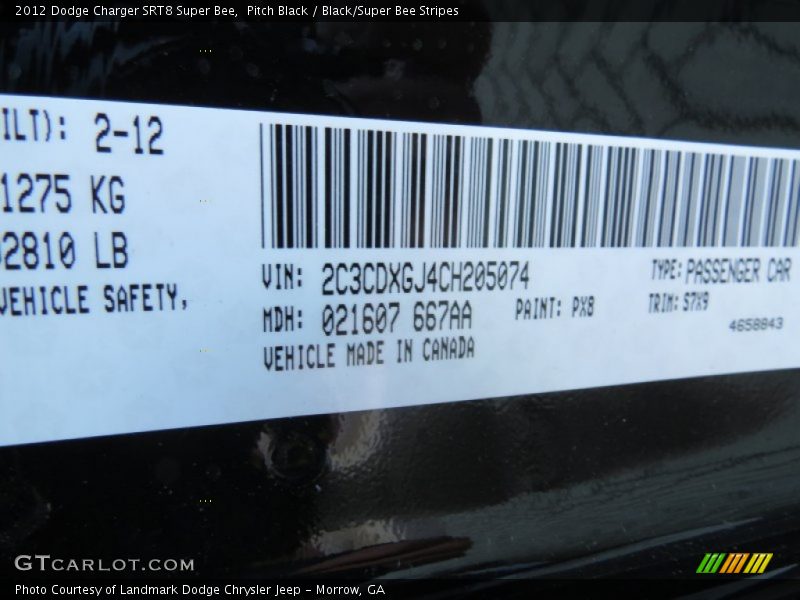 2012 Dodge Charger SRT8 Super Bee,  Pitch Black / Black/Super Bee Stripes
ILT): 2-12
1275 KG
02810 LB
VEHICLE SAFETY,
VIN: 2C3CDXGJ4CH205074
TYPE: PASSENGER CAR
MDH: 021607 667AA
PAINT: PX8
TRIM: S7X9
VEHICLE MADE IN CANADA
4658843
GTCARLOT.COM
Photo Courtesy of Landmark Dodge Chrysler Jeep – Morrow, GA